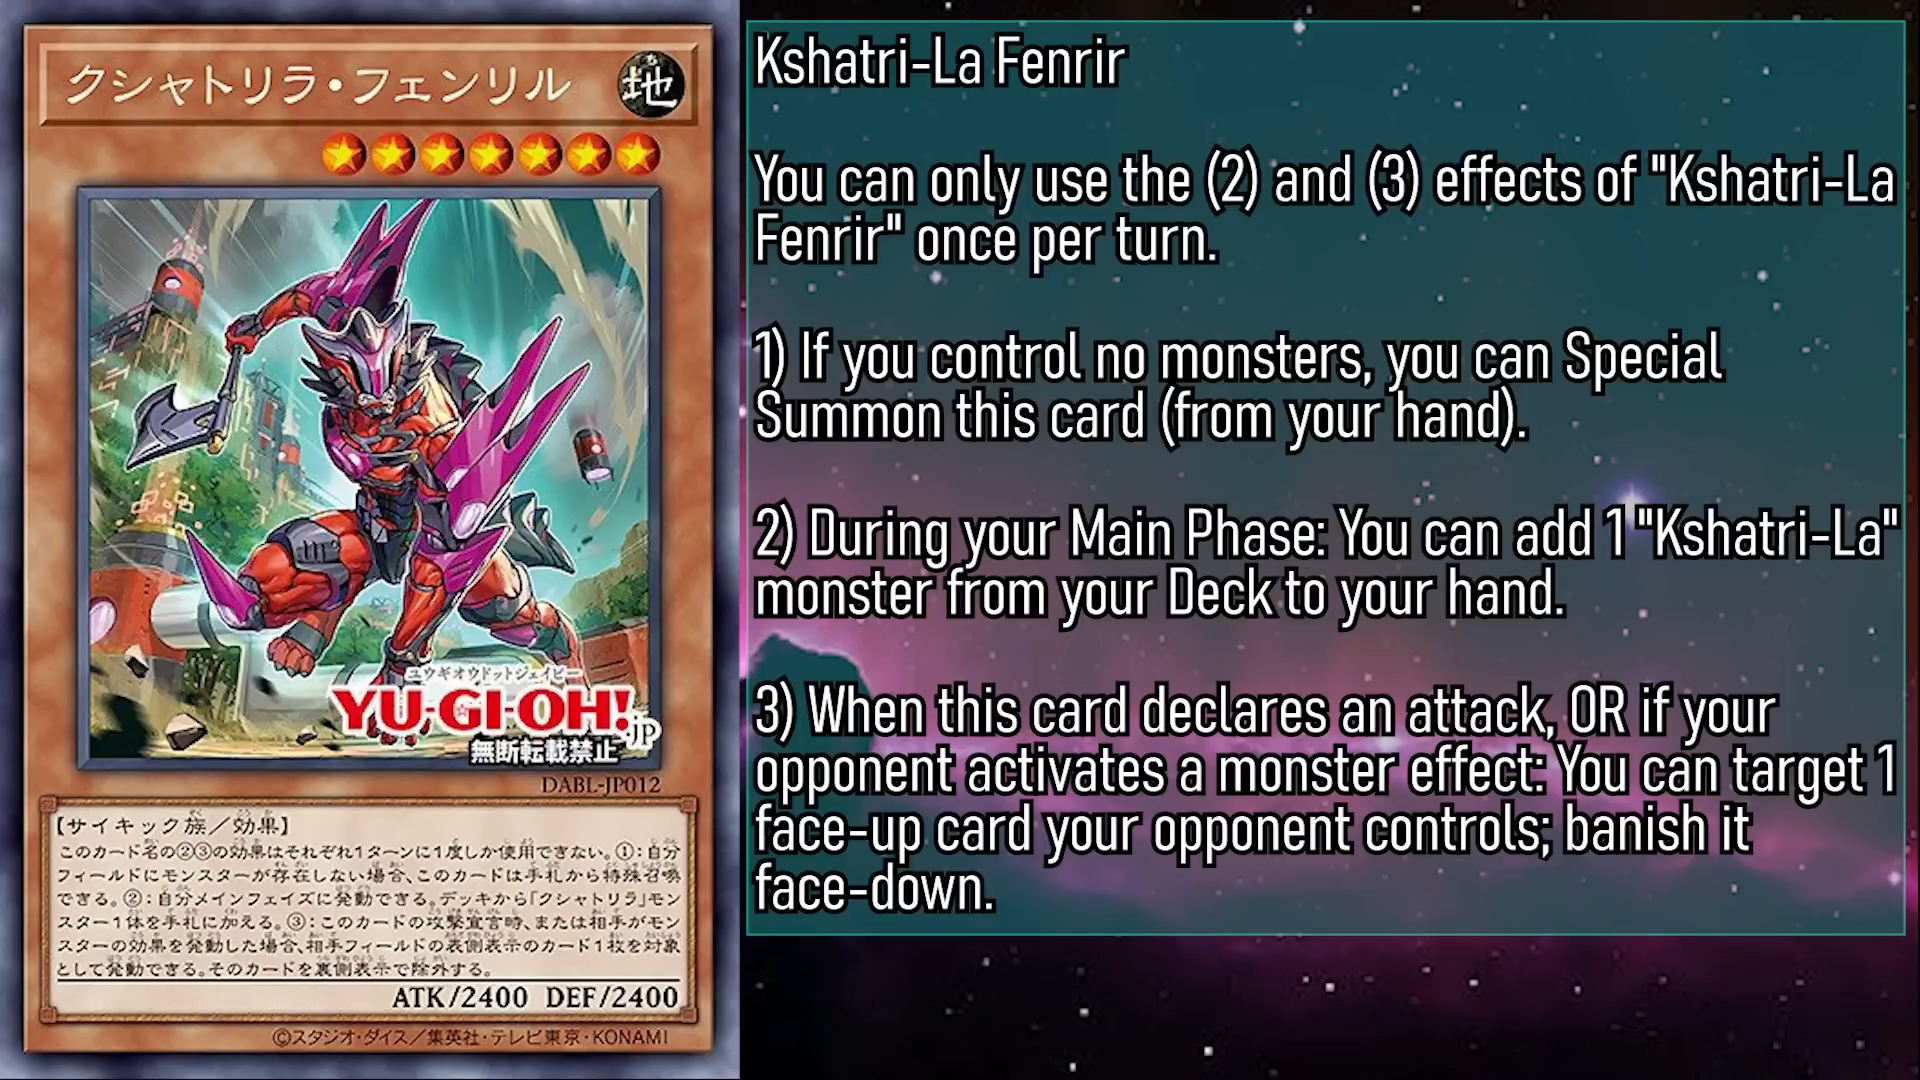 クシャトリラ・フェンリル
ち
地
ユウギオウドットジェイピー
YU-GI-OH!
.JP
無断転載禁止
DABL-JP012
【サイキック族／効果】
このカード名の②③の効果はそれぞれ1ターンに1度しか使用できない。①：自分
フィールドにモンスターが存在しない場合、このカードは手札から特殊召喚
できる。②：自分メインフェイズに発動できる。デッキから「クシャトリラ」モン
スター1体を手札に加える。③：このカードの攻撃宣言時、または相手がモン
スターの効果を発動した場合、相手フィールドの表側表示のカード1枚を対象
として発動できる。そのカードを裏側表示で除外する。
ATK/2400 DEF/2400
©スタジオ・ダイス／集英社・テレビ東京・KONAMI
Kshatri-La Fenrir
You can only use the (2) and (3) effects of "Kshatri-La
Fenrir" once per turn.
1) If you control no monsters, you can Special
Summon this card (from your hand).
2) During your Main Phase: You can add 1 "Kshatri-La"
monster from your Deck to your hand.
3) When this card declares an attack, OR if your
opponent activates a monster effect: You can target 1
face-up card your opponent controls; banish it
face-down.